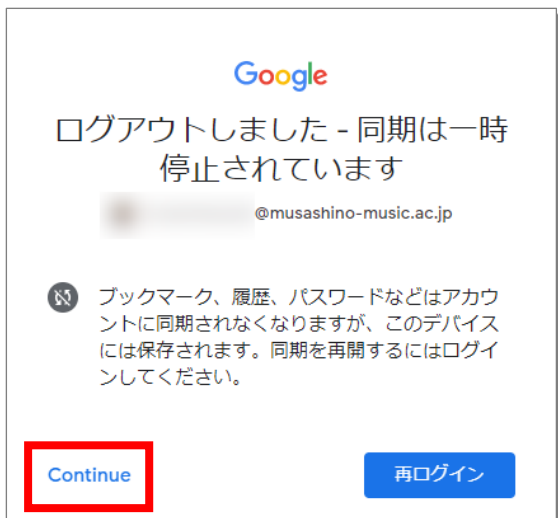 Google
ログアウトしました - 同期は一時
停止されています
@musashino-music.ac.jp
ブックマーク、履歴、パスワードなどはアカウ
ントに同期されなくなりますが、このデバイス
には保存されます。同期を再開するにはログイ
ンしてください。
Continue
再ログイン